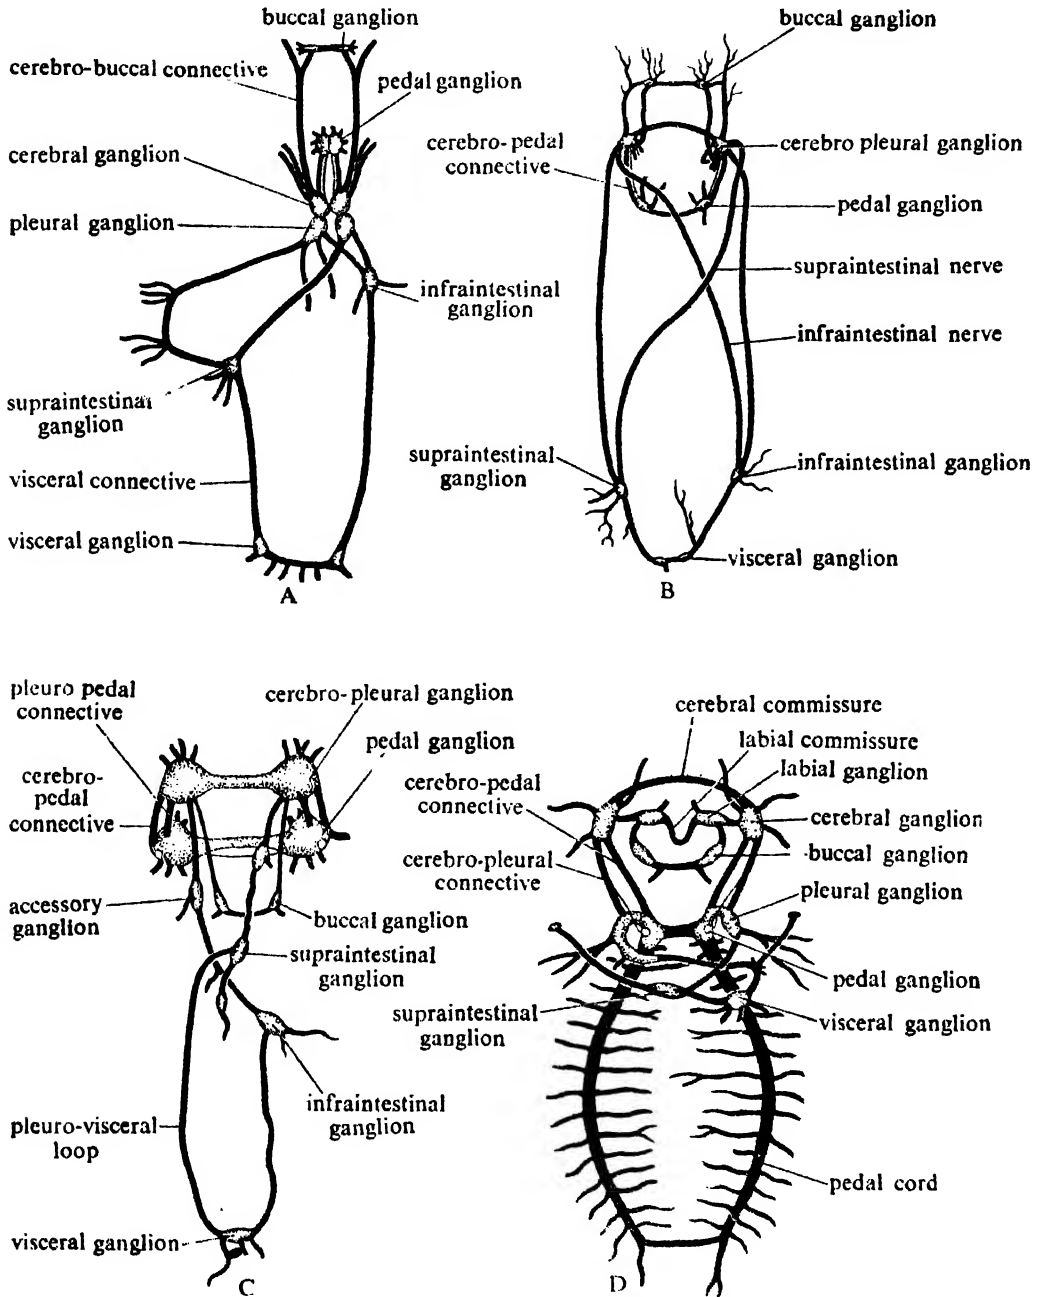 buccal ganglion
cerebro-buccal connective
pedal ganglion
cerebral ganglion
pleural ganglion
infraintestinal
ganglion
supraintestinal
ganglion
visceral connective
visceral ganglion
A
buccal ganglion
cerebro-pedal
connective
cerebro pleural ganglion
pedal ganglion
supraintestinal nerve
infraintestinal nerve
supraintestinal
ganglion
infraintestinal ganglion
visceral ganglion
B
pleuro pedal
connective
cerebro-pleural ganglion
pedal ganglion
cerebro-
pedal
connective
accessory
ganglion
buccal ganglion
supraintestinal
ganglion
infraintestinal
ganglion
pleuro-visceral
loop
visceral ganglion
C
cerebral commissure
labial commissure
labial ganglion
cerebro-pedal
connective
cerebral ganglion
buccal ganglion
cerebro-pleural
connective
pleural ganglion
pedal ganglion
supraintestinal
ganglion
visceral ganglion
pedal cord
D